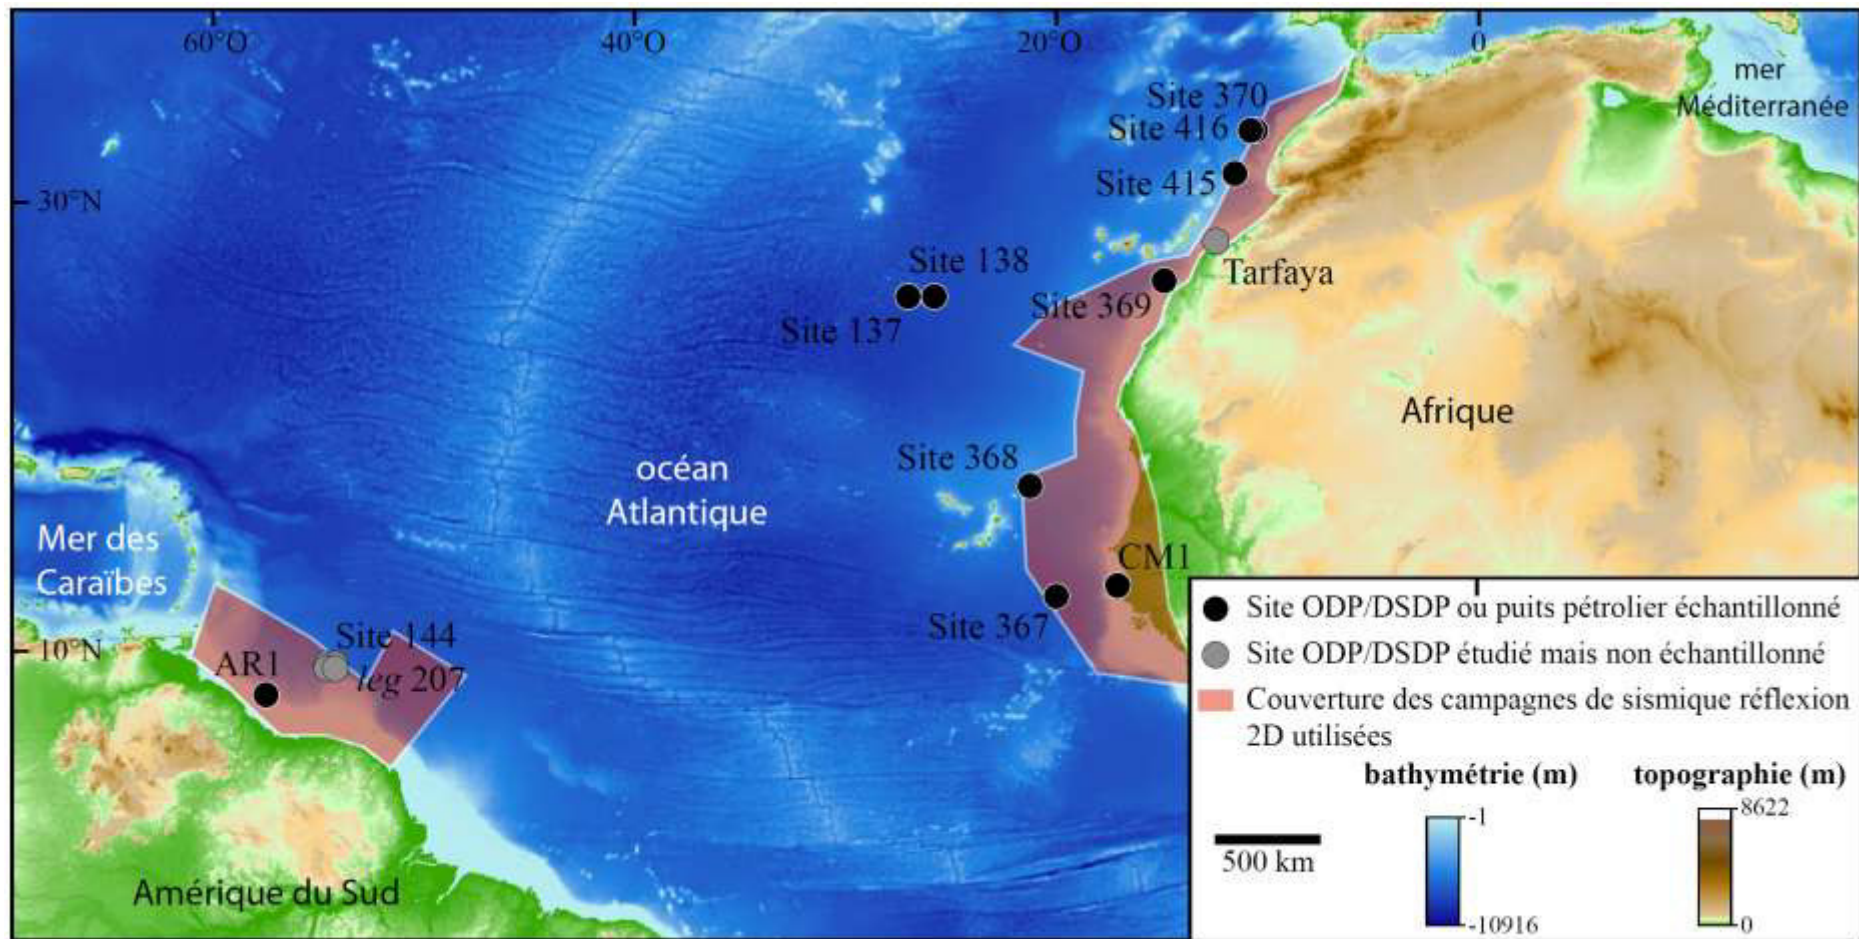 60°O
40°O
20°O
0
mer
Méditerranée
Site 370
Site 416
Site 415
30°N
Site 138
Site 137
Site 369
Tarfaya
Afrique
océan
Atlantique
Site 368
CM1
Mer des
Caraïbes
Site 367
10°N
Site 144
leg 207
AR1
Amérique du Sud
Site ODP/DSDP ou puits pétrolier échantillonné
Site ODP/DSDP étudié mais non échantillonné
Couverture des campagnes de sismique réflexion
2D utilisées
bathymétrie (m)
topographie (m)
-1
8622
500 km
-10916
0